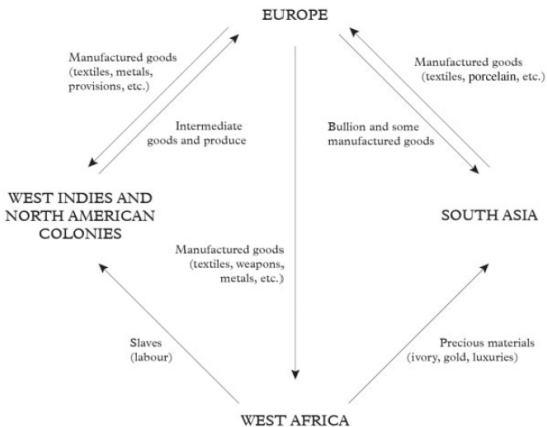 EUROPE
Manufactured goods
(textiles, metals,
provisions, etc.)
Manufactured goods
(textiles, porcelain, etc.)
Intermediate
goods and produce
Bullion and some
manufactured goods
WEST INDIES AND
NORTH AMERICAN
COLONIES
SOUTH ASIA
Manufactured goods
(textiles, weapons,
metals, etc.)
Slaves
(labour)
Precious materials
(ivory, gold, luxuries)
WEST AFRICA